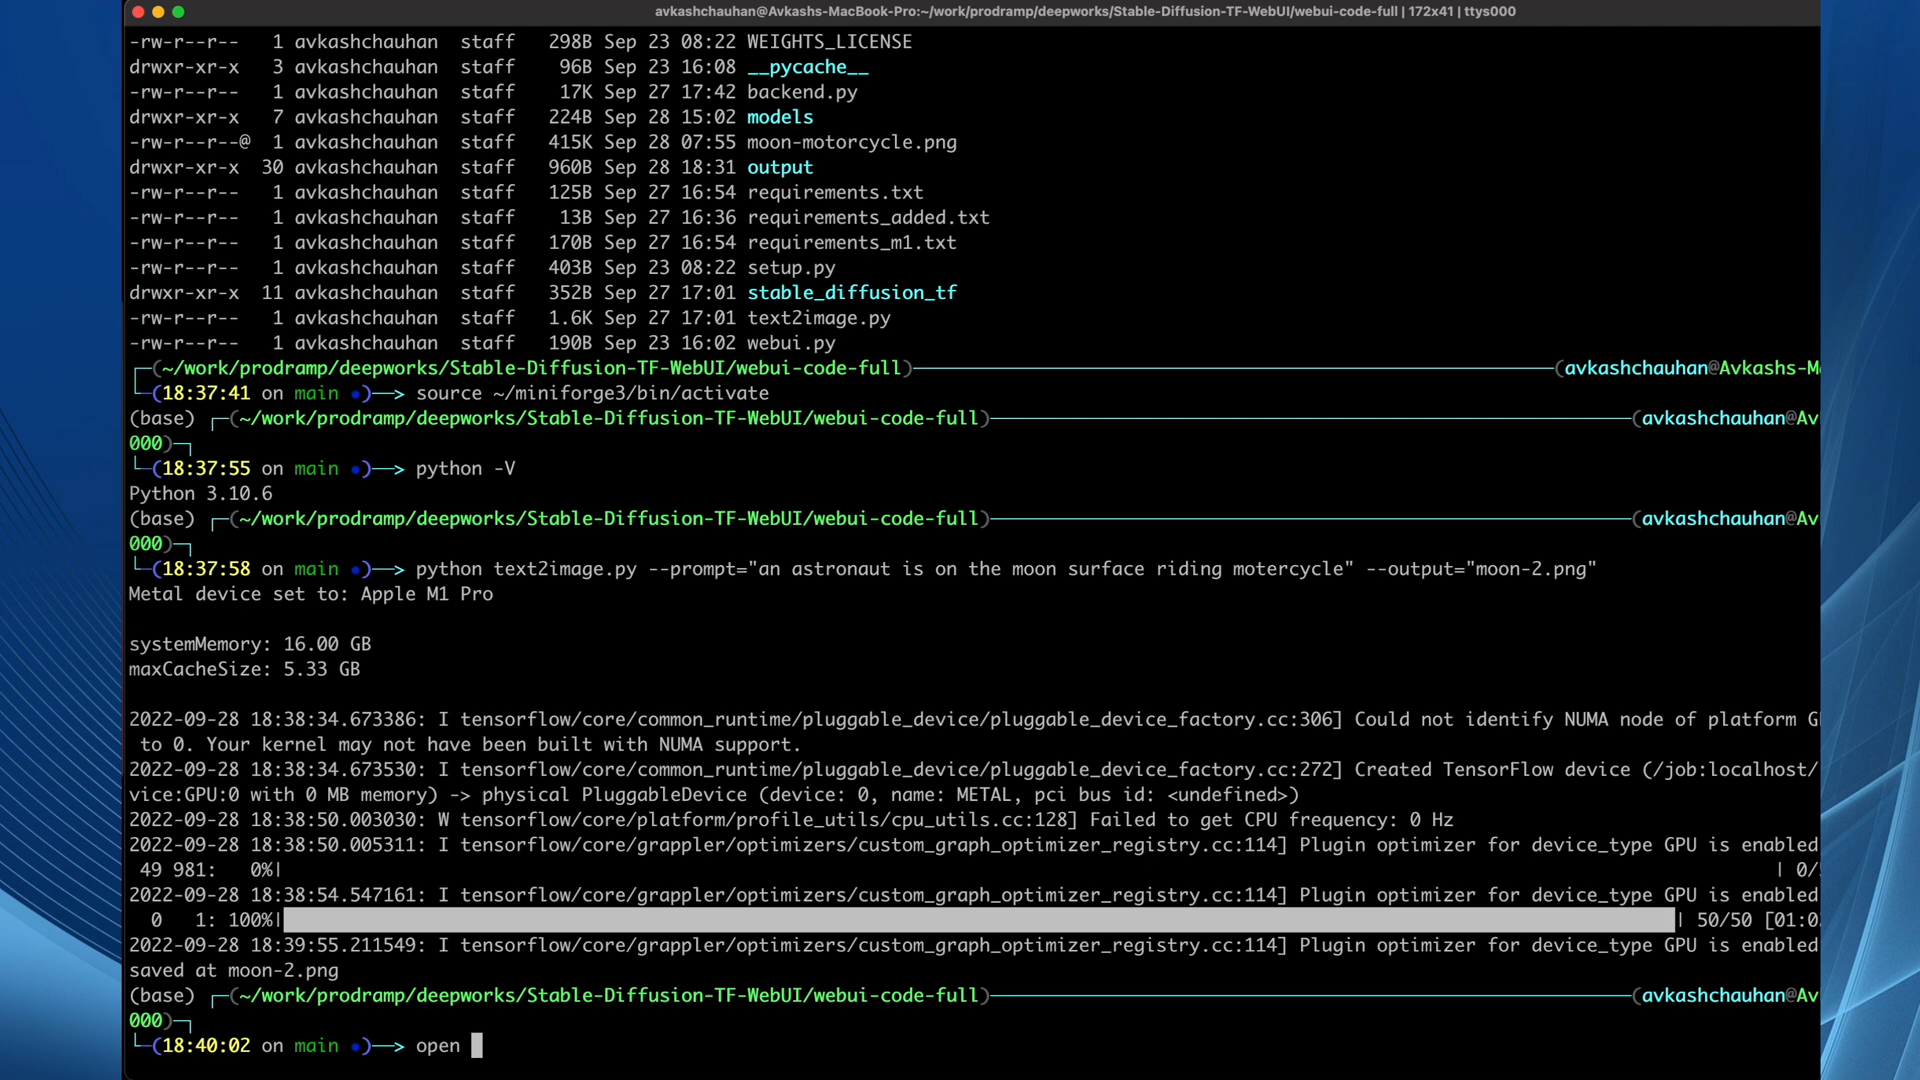 avkashchauhan@Avkashs-MacBook-Pro:~/work/prodramp/deepworks/Stable-Diffusion-TF-WebUI/webui-code-full | 172x41 | ttys000
-rw-r--r--   1 avkashchauhan  staff   298B Sep 23 08:22 WEIGHTS_LICENSE
drwxr-xr-x   3 avkashchauhan  staff    96B Sep 23 16:08 __pycache__
-rw-r--r--   1 avkashchauhan  staff    17K Sep 27 17:42 backend.py
drwxr-xr-x   7 avkashchauhan  staff   224B Sep 28 15:02 models
-rw-r--r--@  1 avkashchauhan  staff   415K Sep 28 07:55 moon-motorcycle.png
drwxr-xr-x  30 avkashchauhan  staff   960B Sep 28 18:31 output
-rw-r--r--   1 avkashchauhan  staff   125B Sep 27 16:54 requirements.txt
-rw-r--r--   1 avkashchauhan  staff    13B Sep 27 16:36 requirements_added.txt
-rw-r--r--   1 avkashchauhan  staff   170B Sep 27 16:54 requirements_m1.txt
-rw-r--r--   1 avkashchauhan  staff   403B Sep 23 08:22 setup.py
drwxr-xr-x  11 avkashchauhan  staff   352B Sep 27 17:01 stable_diffusion_tf
-rw-r--r--   1 avkashchauhan  staff   1.6K Sep 27 17:01 text2image.py
-rw-r--r--   1 avkashchauhan  staff   190B Sep 23 16:02 webui.py
┌─(~/work/prodramp/deepworks/Stable-Diffusion-TF-WebUI/webui-code-full)─(avkashchauhan@Avkashs-M
└─(18:37:41 on main ●)──> source ~/miniforge3/bin/activate
(base) ┌─(~/work/prodramp/deepworks/Stable-Diffusion-TF-WebUI/webui-code-full)─(avkashchauhan@Av
000)─┐
└─(18:37:55 on main ●)──> python -V
Python 3.10.6
(base) ┌─(~/work/prodramp/deepworks/Stable-Diffusion-TF-WebUI/webui-code-full)─(avkashchauhan@Av
000)─┐
└─(18:37:58 on main ●)──> python text2image.py --prompt="an astronaut is on the moon surface riding motercycle" --output="moon-2.png"
Metal device set to: Apple M1 Pro
systemMemory: 16.00 GB
maxCacheSize: 5.33 GB
2022-09-28 18:38:34.673386: I tensorflow/core/common_runtime/pluggable_device/pluggable_device_factory.cc:306] Could not identify NUMA node of platform G
 to 0. Your kernel may not have been built with NUMA support.
2022-09-28 18:38:34.673530: I tensorflow/core/common_runtime/pluggable_device/pluggable_device_factory.cc:272] Created TensorFlow device (/job:localhost/
vice:GPU:0 with 0 MB memory) -> physical PluggableDevice (device: 0, name: METAL, pci bus id: <undefined>)
2022-09-28 18:38:50.003030: W tensorflow/core/platform/profile_utils/cpu_utils.cc:128] Failed to get CPU frequency: 0 Hz
2022-09-28 18:38:50.005311: I tensorflow/core/grappler/optimizers/custom_graph_optimizer_registry.cc:114] Plugin optimizer for device_type GPU is enabled
 49 981:   0%| | 0/
2022-09-28 18:38:54.547161: I tensorflow/core/grappler/optimizers/custom_graph_optimizer_registry.cc:114] Plugin optimizer for device_type GPU is enabled
  0   1: 100%| | 50/50 [01:0
2022-09-28 18:39:55.211549: I tensorflow/core/grappler/optimizers/custom_graph_optimizer_registry.cc:114] Plugin optimizer for device_type GPU is enabled
saved at moon-2.png
(base) ┌─(~/work/prodramp/deepworks/Stable-Diffusion-TF-WebUI/webui-code-full)─(avkashchauhan@Av
000)─┐
└─(18:40:02 on main ●)──> open